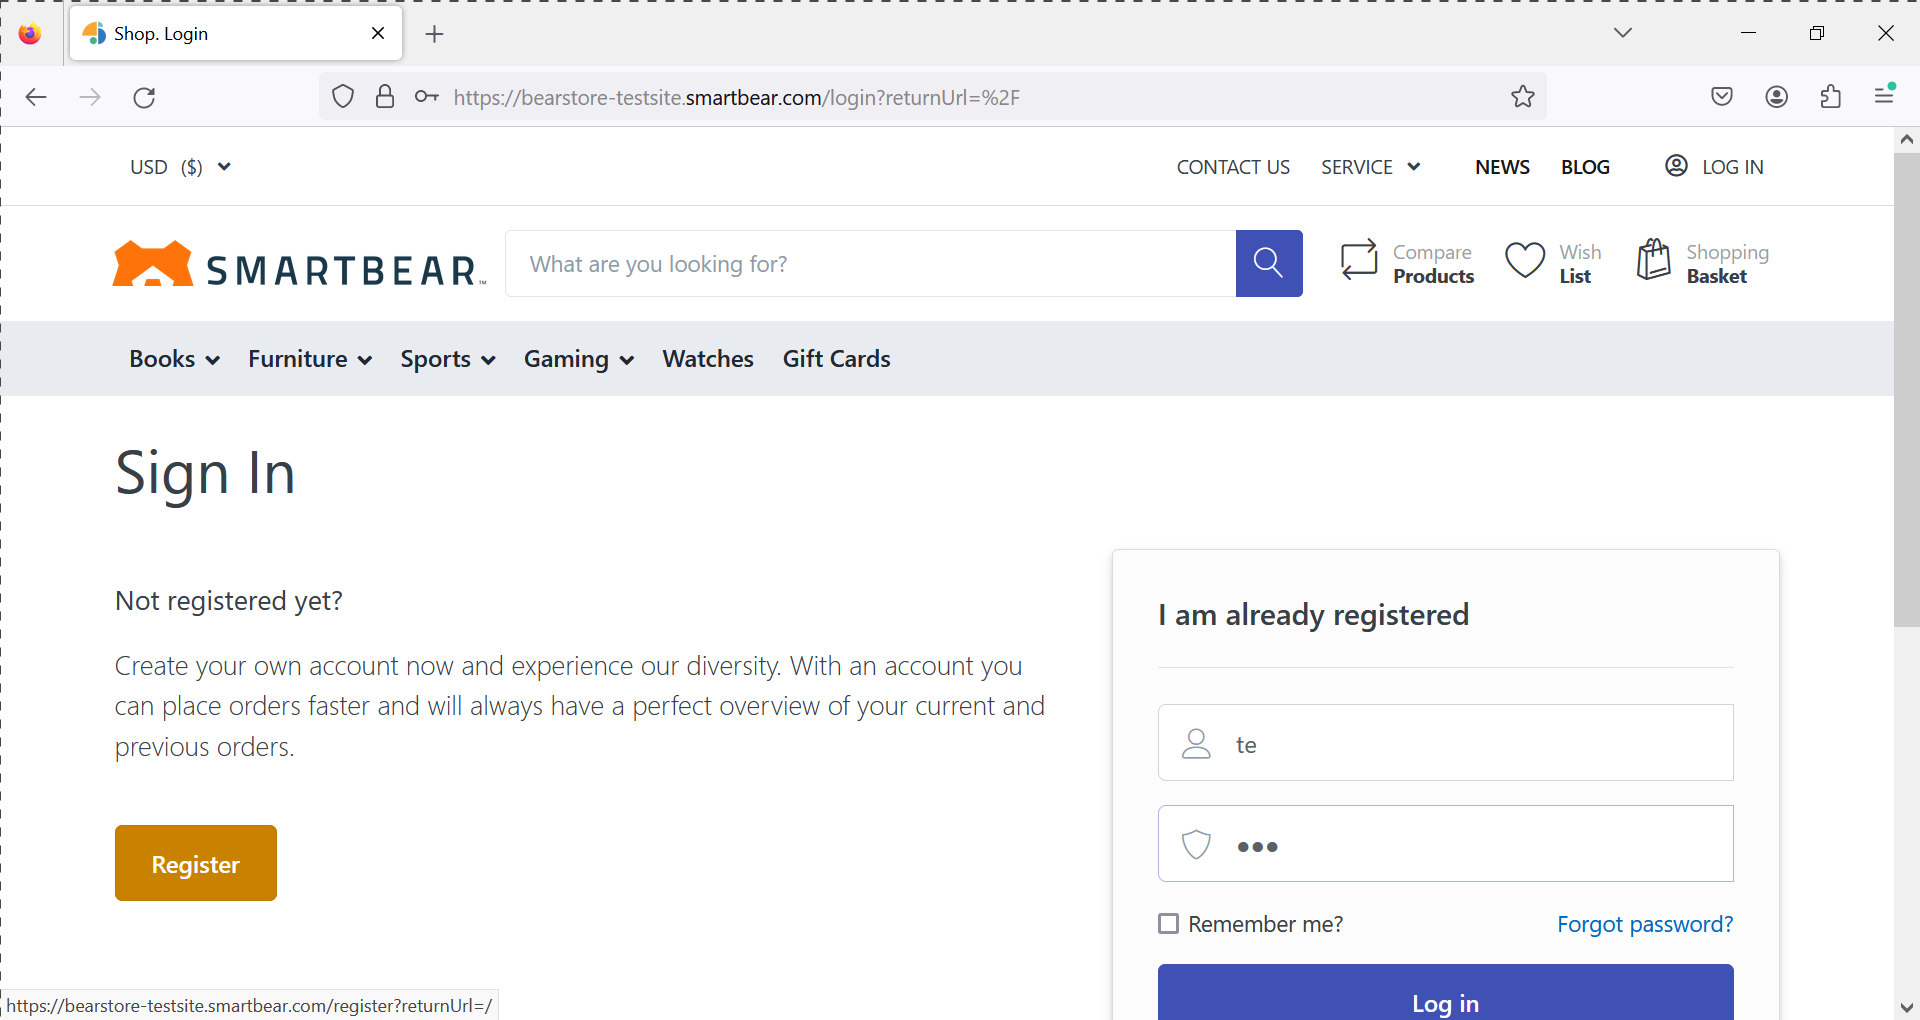 Shop. Login
https://bearstore-testsite.smartbear.com/login?returnUrl=%2F
USD ($)
CONTACT US SERVICE NEWS BLOG LOG IN
SMARTBEAR™
What are you looking for?
Compare Products
Wish List
Shopping Basket
Books Furniture Sports Gaming Watches Gift Cards
Sign In
Not registered yet?
Create your own account now and experience our diversity. With an account you
can place orders faster and will always have a perfect overview of your current and
previous orders.
Register
I am already registered
te
•••
Remember me? Forgot password?
Log in
https://bearstore-testsite.smartbear.com/register?returnUrl=/